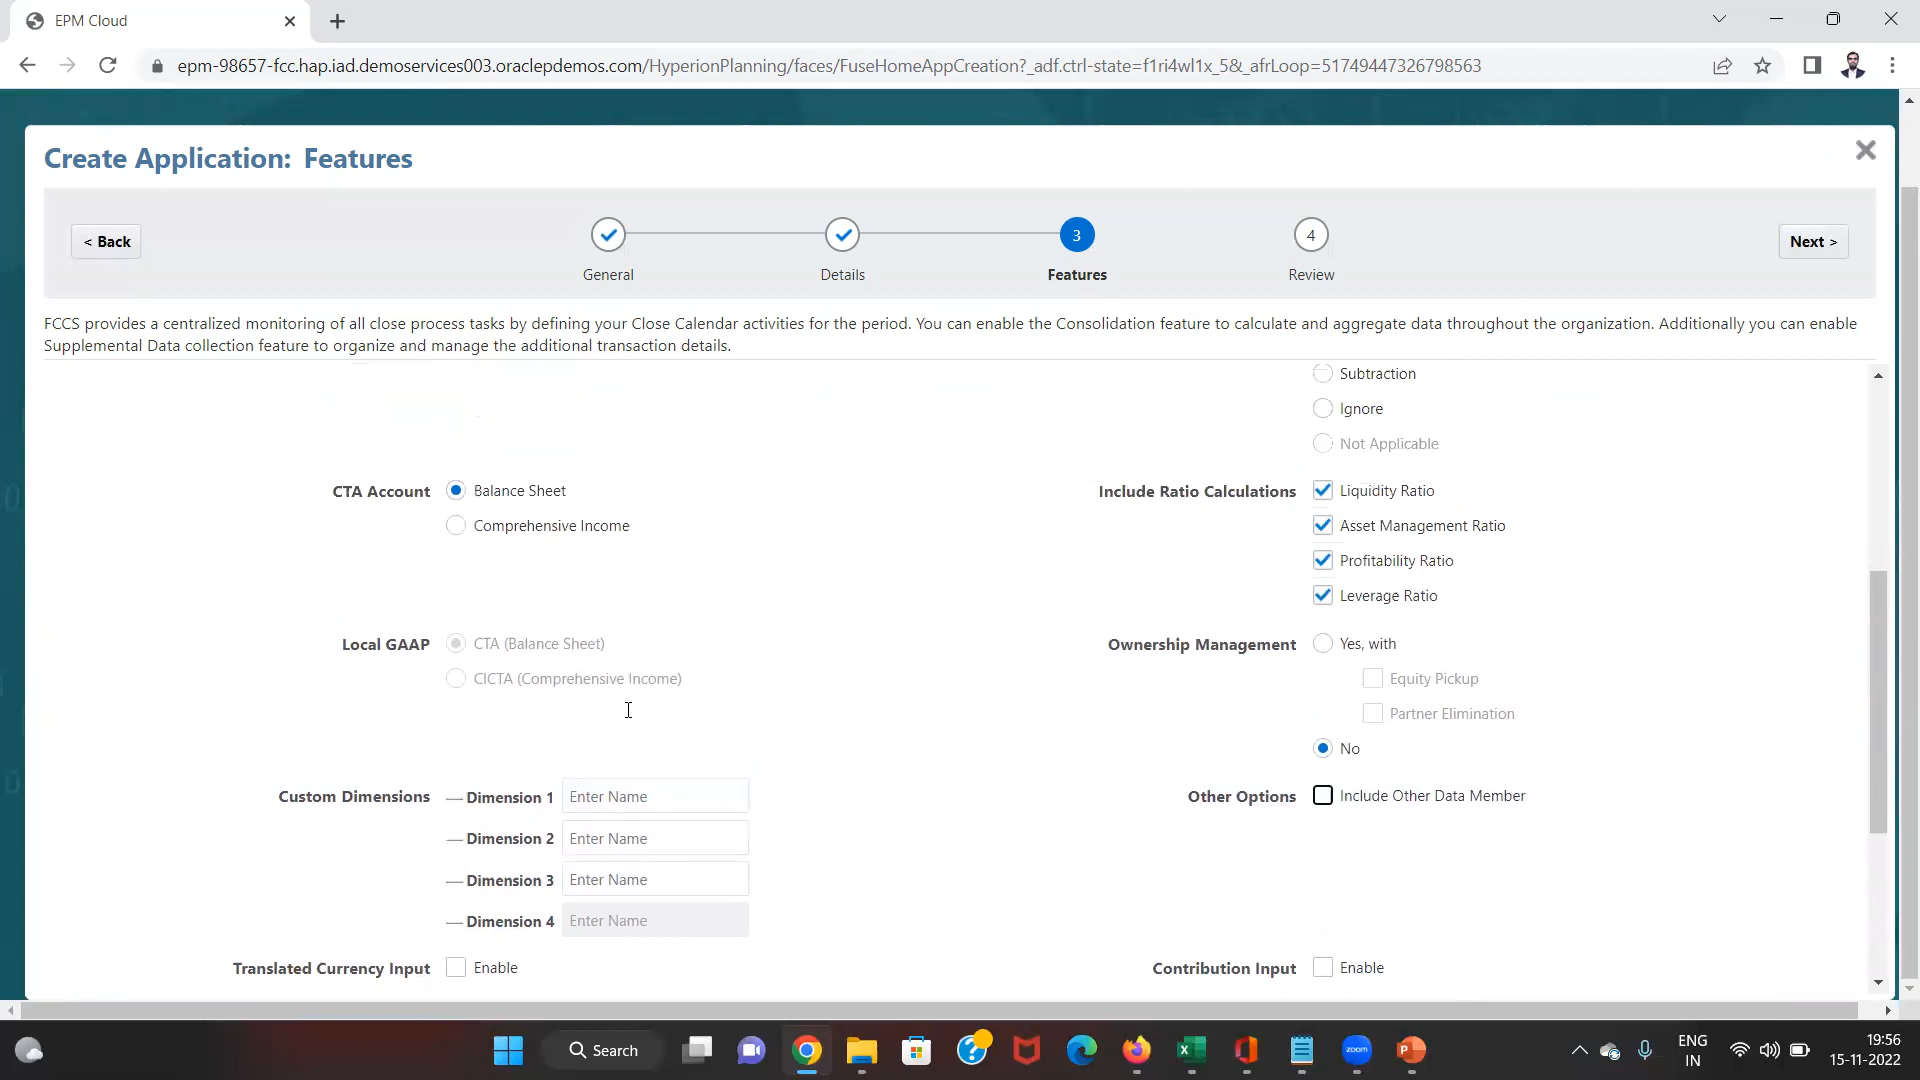 EPM Cloud
epm-98657-fcc.hap.iad.demoservices003.oraclepdemos.com/HyperionPlanning/faces/FuseHomeAppCreation?_adf.ctrl-state=f1ri4wl1x_5&_afrLoop=51749447326798563
Create Application: Features
< Back
3
4
Next >
General
Details
Features
Review
FCCS provides a centralized monitoring of all close process tasks by defining your Close Calendar activities for the period. You can enable the Consolidation feature to calculate and aggregate data throughout the organization. Additionally you can enable
Supplemental Data collection feature to organize and manage the additional transaction details.
Subtraction
Ignore
Not Applicable
CTA Account
Balance Sheet
Comprehensive Income
Include Ratio Calculations
Liquidity Ratio
Asset Management Ratio
Profitability Ratio
Leverage Ratio
Local GAAP
CTA (Balance Sheet)
CICTA (Comprehensive Income)
Ownership Management
Yes, with
Equity Pickup
Partner Elimination
No
Custom Dimensions
Dimension 1 Enter Name
Dimension 2 Enter Name
Dimension 3 Enter Name
Dimension 4 Enter Name
Other Options
Include Other Data Member
Translated Currency Input
Enable
Contribution Input
Enable
Search
zoom
ENG
IN
19:56
15-11-2022